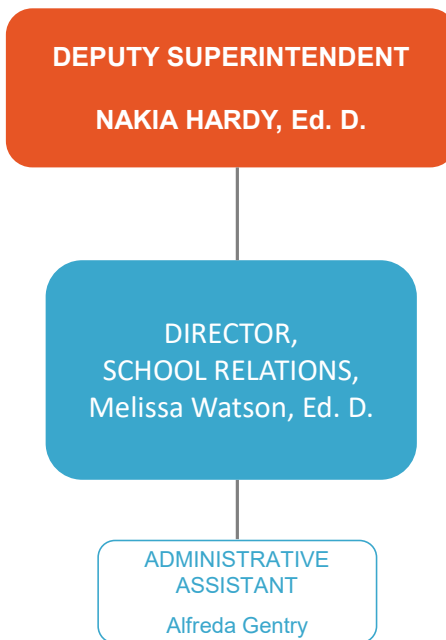 DEPUTY SUPERINTENDENT
NAKIA HARDY, Ed. D.
DIRECTOR,
SCHOOL RELATIONS,
Melissa Watson, Ed. D.
ADMINISTRATIVE
ASSISTANT
Alfreda Gentry